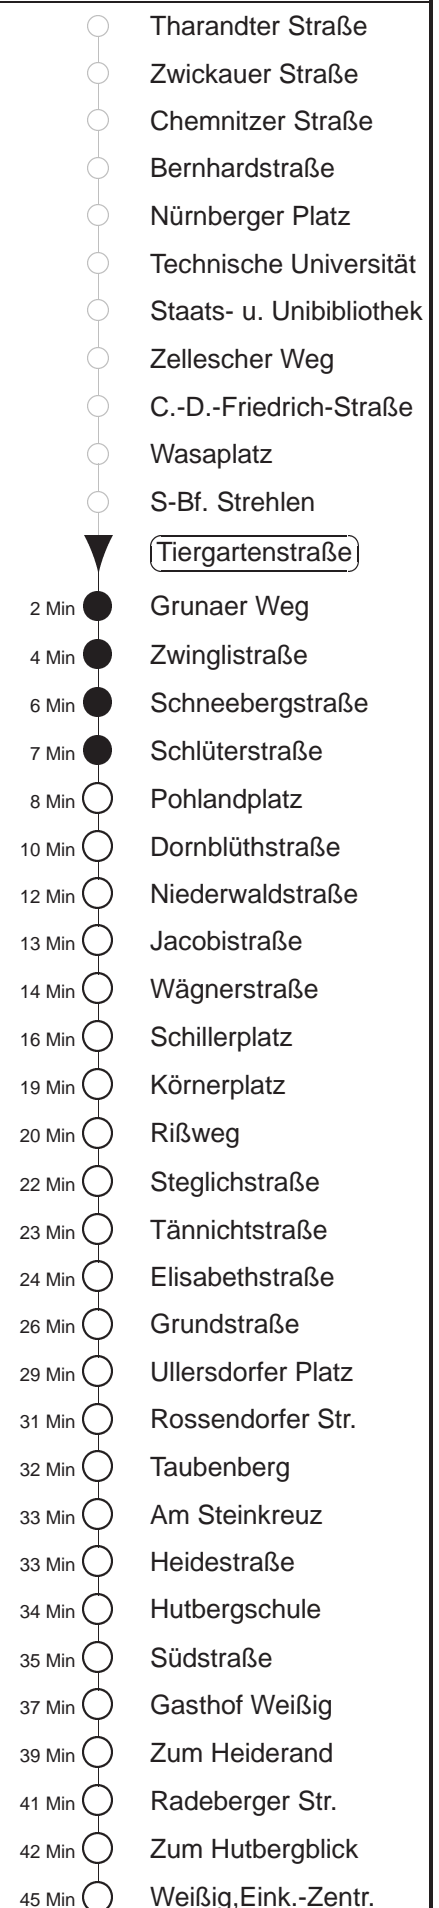 Tharandter Straße
Zwickauer Straße
Chemnitzer Straße
Bernhardstraße
Nürnberger Platz
Technische Universität
Staats- u. Unibibliothek
Zellescher Weg
C.-D.-Friedrich-Straße
Wasaplatz
S-Bf. Strehlen
Tiergartenstraße
2 Min Grunaer Weg
4 Min Zwinglistraße
6 Min Schneebergstraße
7 Min Schlüterstraße
8 Min Pohlandplatz
10 Min Dornblüthstraße
12 Min Niederwaldstraße
13 Min Jacobistraße
14 Min Wägnerstraße
16 Min Schillerplatz
19 Min Körnerplatz
20 Min Rißweg
22 Min Steglichstraße
23 Min Tännichtstraße
24 Min Elisabethstraße
26 Min Grundstraße
29 Min Ullersdorfer Platz
31 Min Rossendorfer Str.
32 Min Taubenberg
33 Min Am Steinkreuz
33 Min Heidestraße
34 Min Hutbergschule
35 Min Südstraße
37 Min Gasthof Weißig
39 Min Zum Heiderand
41 Min Radeberger Str.
42 Min Zum Hutbergblick
45 Min Weißig,Eink.-Zentr.